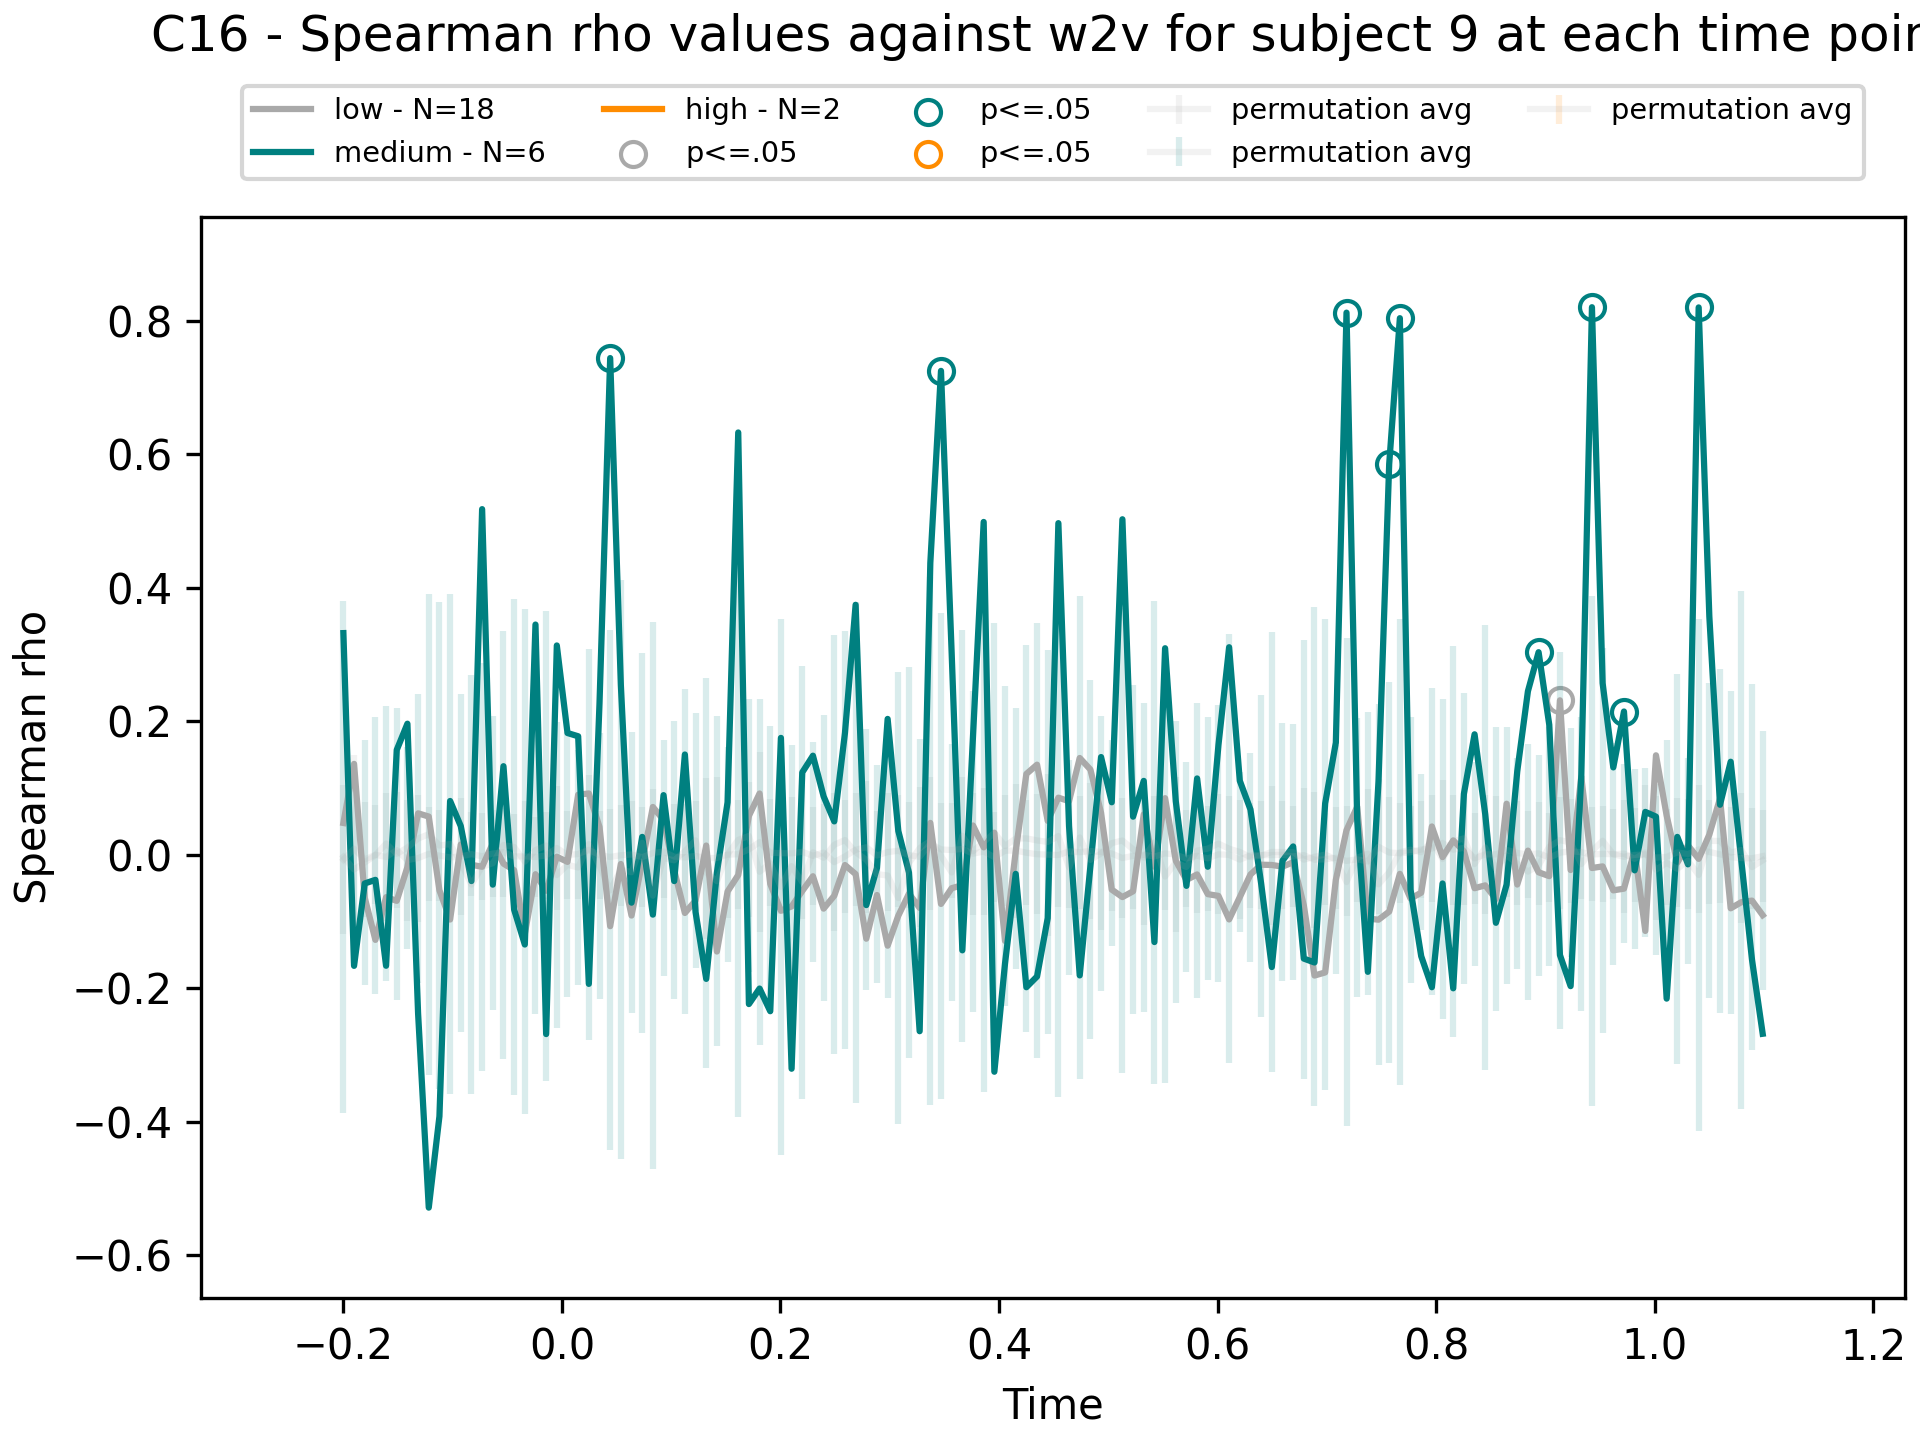 C16 - Spearman rho values against w2v for subject 9 at each time poin
low - N=18
medium - N=6
high - N=2
p<=.05
p<=.05
p<=.05
permutation avg
permutation avg
permutation avg
Spearman rho
0.8
0.6
0.4
0.2
0.0
−0.2
−0.4
−0.6
−0.2 0.0 0.2 0.4 0.6 0.8 1.0 1.2
Time